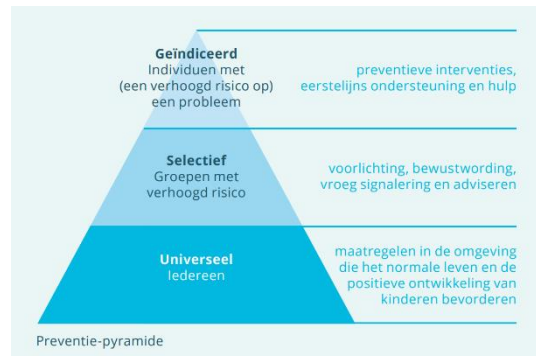 Geïndiceerd
Individuen met
(een verhoogd risico op)
een probleem
preventieve interventies,
eerstelijns ondersteuning en hulp
Selectief
Groepen met
verhoogd risico
voorlichting, bewustwording,
vroeg signalering en adviseren
Universeel
Iedereen
maatregelen in de omgeving
die het normale leven en de
positieve ontwikkeling van
kinderen bevorderen
Preventie-pyramide